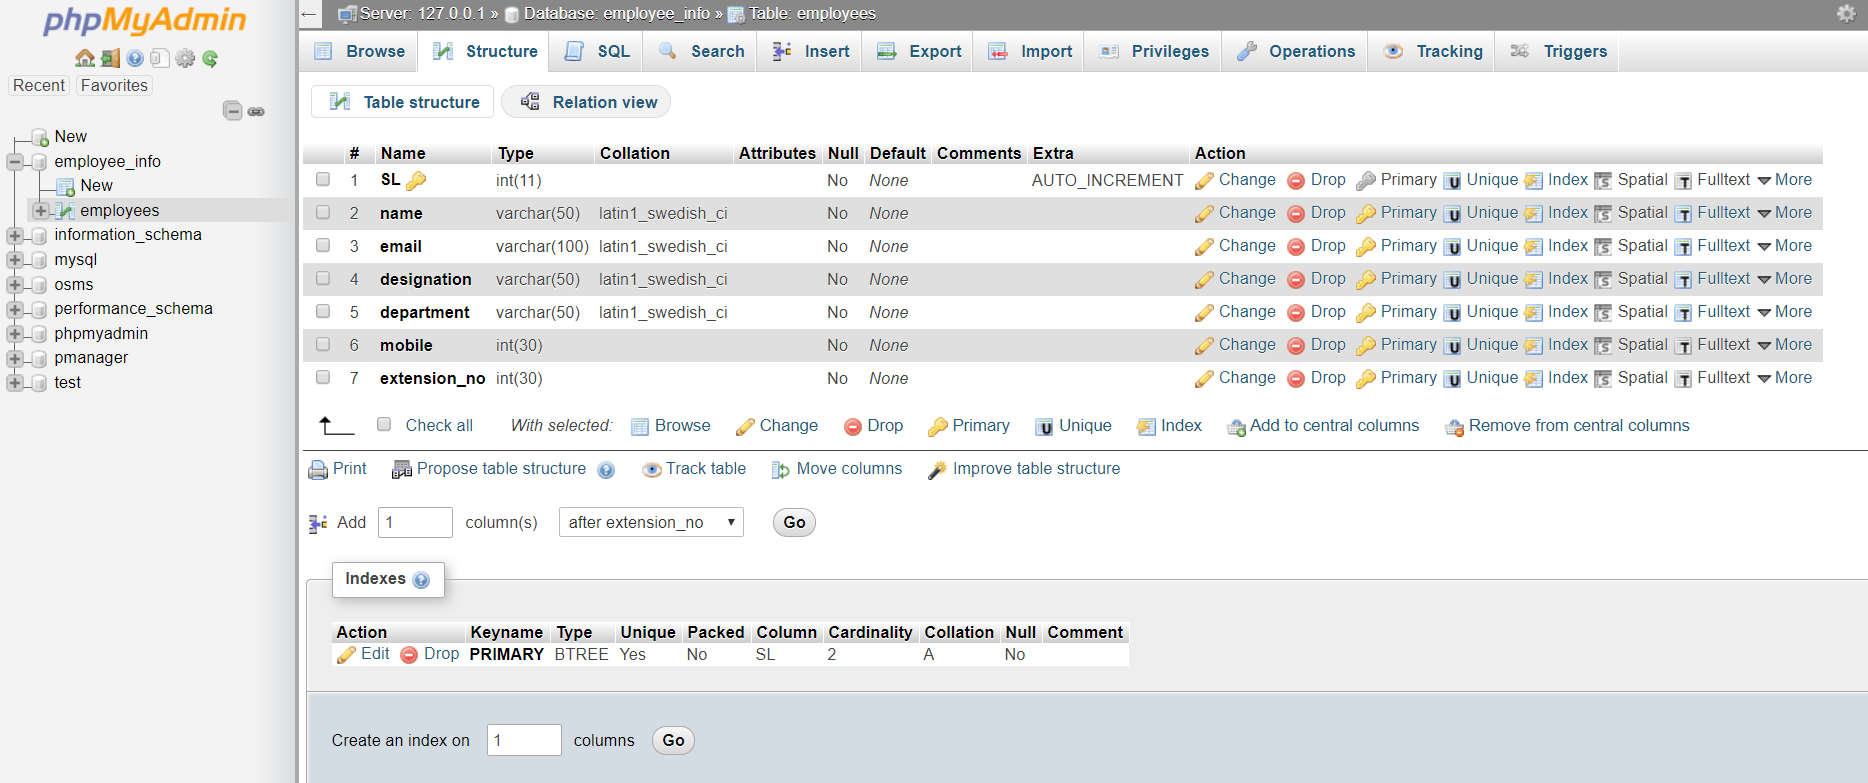 phpMyAdmin
Recent Favorites
New
employee_info
New
employees
information_schema
mysql
osms
performance_schema
phpmyadmin
pmanager
test
← Server: 127.0.0.1 » Database: employee_info » Table: employees
Browse Structure SQL Search Insert Export Import Privileges Operations Tracking Triggers
Table structure Relation view
# Name Type Collation Attributes Null Default Comments Extra Action
1 SL int(11) No None AUTO_INCREMENT Change Drop Primary Unique Index Spatial Fulltext More
2 name varchar(50) latin1_swedish_ci No None Change Drop Primary Unique Index Spatial Fulltext More
3 email varchar(100) latin1_swedish_ci No None Change Drop Primary Unique Index Spatial Fulltext More
4 designation varchar(50) latin1_swedish_ci No None Change Drop Primary Unique Index Spatial Fulltext More
5 department varchar(50) latin1_swedish_ci No None Change Drop Primary Unique Index Spatial Fulltext More
6 mobile int(30) No None Change Drop Primary Unique Index Spatial Fulltext More
7 extension_no int(30) No None Change Drop Primary Unique Index Spatial Fulltext More
Check all With selected: Browse Change Drop Primary Unique Index Add to central columns Remove from central columns
Print Propose table structure Track table Move columns Improve table structure
Add 1 column(s) after extension_no Go
Indexes
Action Keyname Type Unique Packed Column Cardinality Collation Null Comment
Edit Drop PRIMARY BTREE Yes No SL 2 A No
Create an index on 1 columns Go